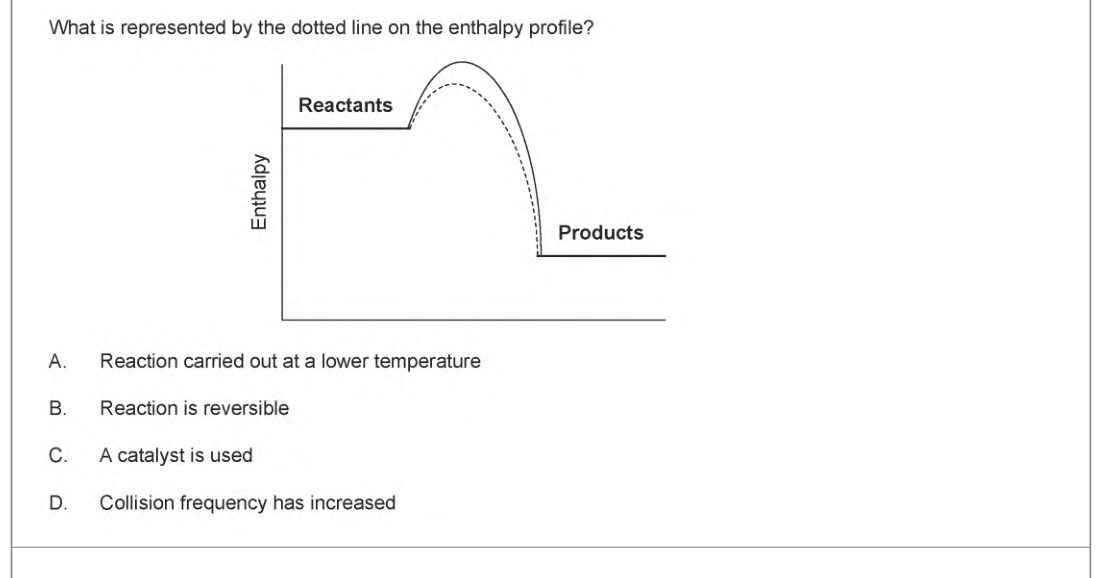 What is represented by the dotted line on the enthalpy profile?
Reactants
Enthalpy
Products
A. Reaction carried out at a lower temperature
B. Reaction is reversible
C. A catalyst is used
D. Collision frequency has increased